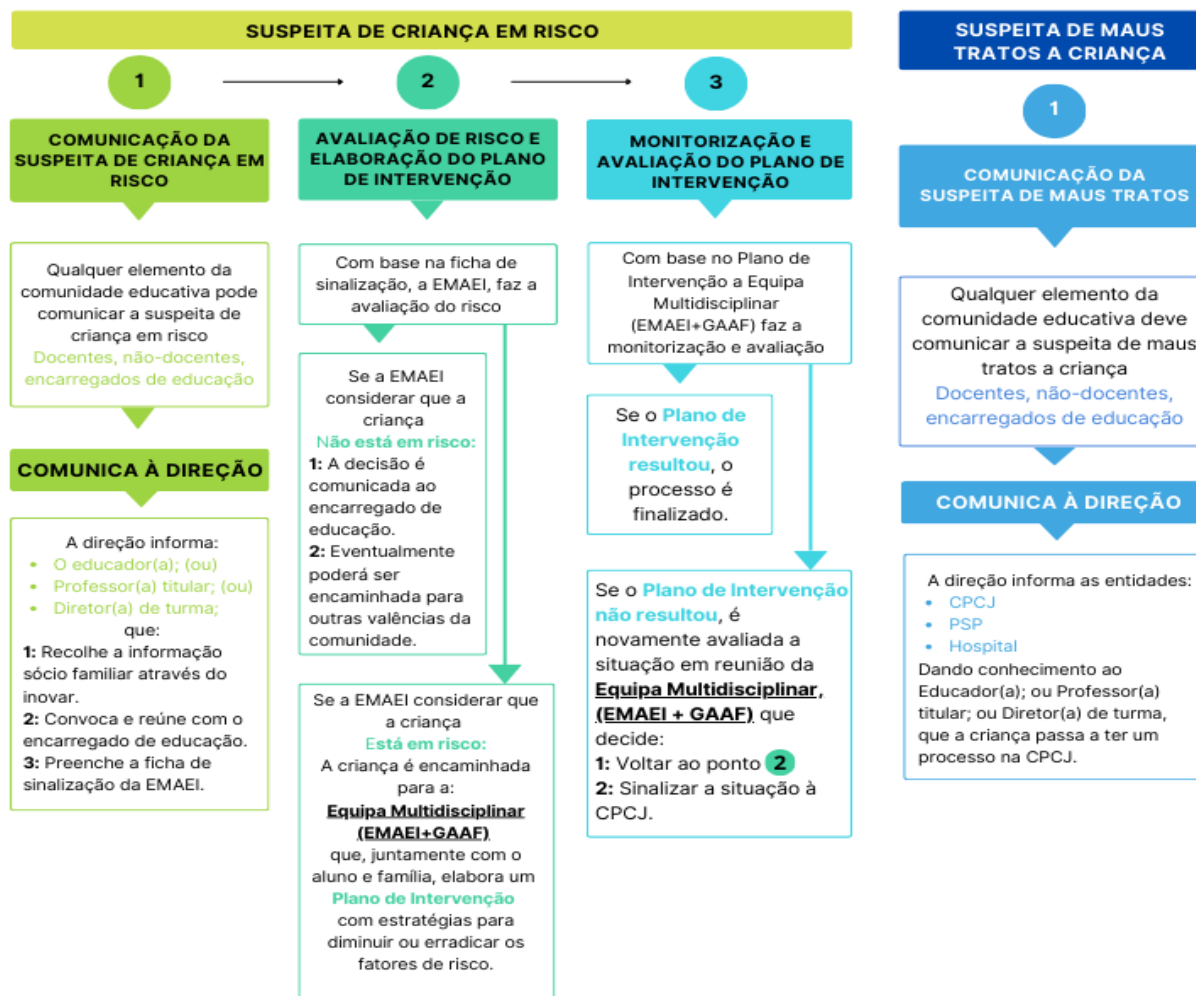 SUSPEITA DE CRIANÇA EM RISCO
1
COMUNICAÇÃO DA
SUSPEITA DE CRIANÇA EM
RISCO
Qualquer elemento da
comunidade educativa pode
comunicar a suspeita de
criança em risco
Docentes, não-docentes,
encarregados de educação
COMUNICA À DIREÇÃO
A direção informa:
• O educador(a); (ou)
• Professor(a) titular; (ou)
• Diretor(a) de turma;
que:
1: Recolhe a informação
sócio familiar através do
inovar.
2: Convoca e reúne com o
encarregado de educação.
3: Preenche a ficha de
sinalização da EMAEI.
2
AVALIAÇÃO DE RISCO E
ELABORAÇÃO DO PLANO
DE INTERVENÇÃO
Com base na ficha de
sinalização, a EMAEI, faz a
avaliação do risco
Se a EMAEI
considerar que a
criança
Não está em risco:
1: A decisão é
comunicada ao
encarregado de
educação.
2: Eventualmente
poderá ser
encaminhada para
outras valências da
comunidade.
Se a EMAEI considerar que
a criança
Está em risco:
A criança é encaminhada
para a:
Equipa Multidisciplinar
(EMAEI+GAAF)
que, juntamente com o
aluno e família, elabora um
Plano de Intervenção
com estratégias para
diminuir ou erradicar os
fatores de risco.
3
MONITORIZAÇÃO E
AVALIAÇÃO DO PLANO DE
INTERVENÇÃO
Com base no Plano de
Intervenção a Equipa
Multidisciplinar
(EMAEI+GAAF) faz a
monitorização e avaliação
Se o Plano de
Intervenção
resultou, o
processo é
finalizado.
Se o Plano de Intervenção
não resultou, é
novamente avaliada a
situação em reunião da
Equipa Multidisciplinar,
(EMAEI + GAAF) que
decide:
1: Voltar ao ponto 2
2: Sinalizar a situação à
CPCJ.
SUSPEITA DE MAUS
TRATOS A CRIANÇA
1
COMUNICAÇÃO DA
SUSPEITA DE MAUS TRATOS
Qualquer elemento da
comunidade educativa deve
comunicar a suspeita de maus
tratos a criança
Docentes, não-docentes,
encarregados de educação
COMUNICA À DIREÇÃO
A direção informa as entidades:
• CPCJ
• PSP
• Hospital
Dando conhecimento ao
Educador(a); ou Professor(a)
titular; ou Diretor(a) de turma,
que a criança passa a ter um
processo na CPCJ.